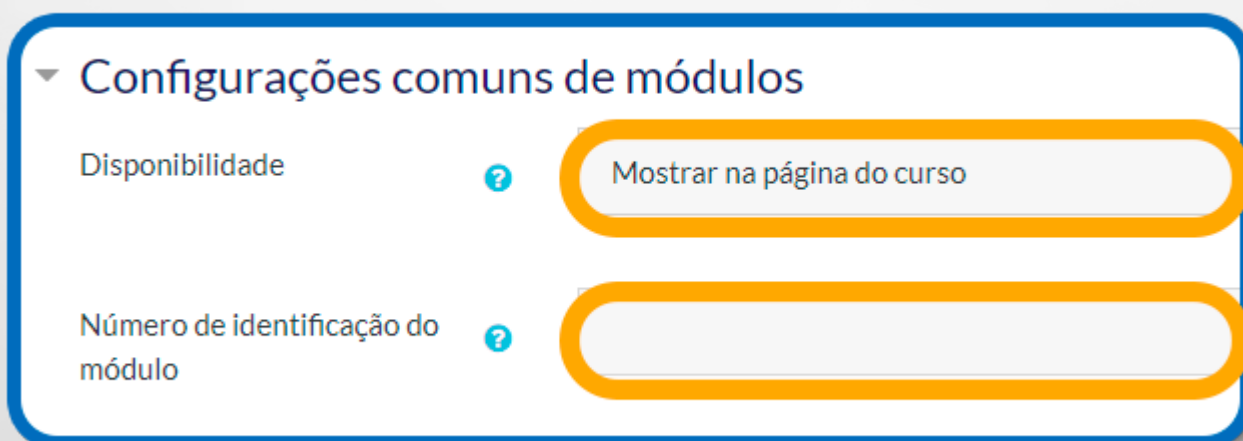 Configurações comuns de módulos
Disponibilidade
Mostrar na página do curso
Número de identificação do
módulo